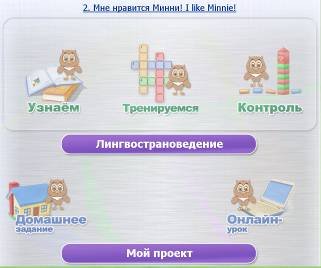 2. Мне нравится Минни! I like Minnie!
Узнаём Тренируемся Контроль
Лингвострановедение
Домашнее
задание
Онлайн-
урок
Мой проект